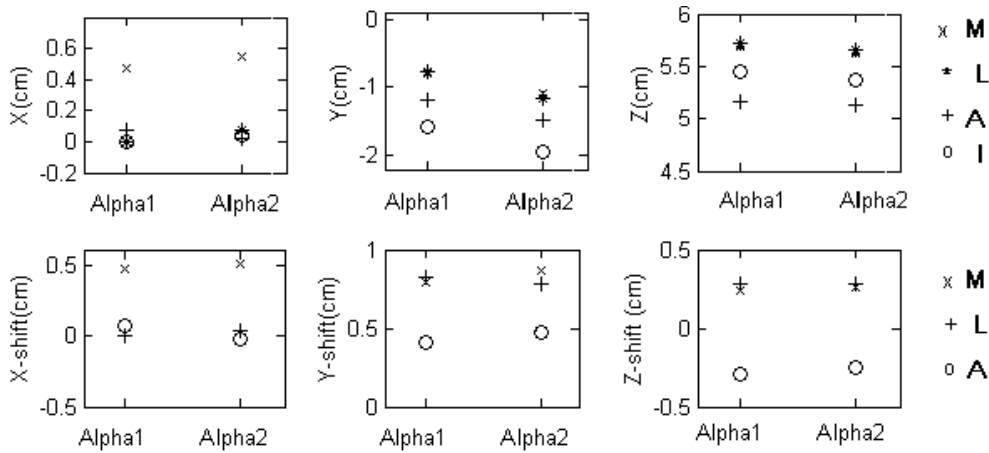 X(cm)
0.6
0.4
0.2
0
-0.2
Alpha1 Alpha2
Y(cm)
0
-1
-2
Alpha1 Alpha2
Z(cm)
6
5.5
5
4.5
Alpha1 Alpha2
x M
* L
+ A
o I
X-shift(cm)
0.5
0
-0.5
Alpha1 Alpha2
Y-shift(cm)
1
0.5
0
Alpha1 Alpha2
Z-shift (cm)
0.5
0
-0.5
Alpha1 Alpha2
x M
+ L
o A